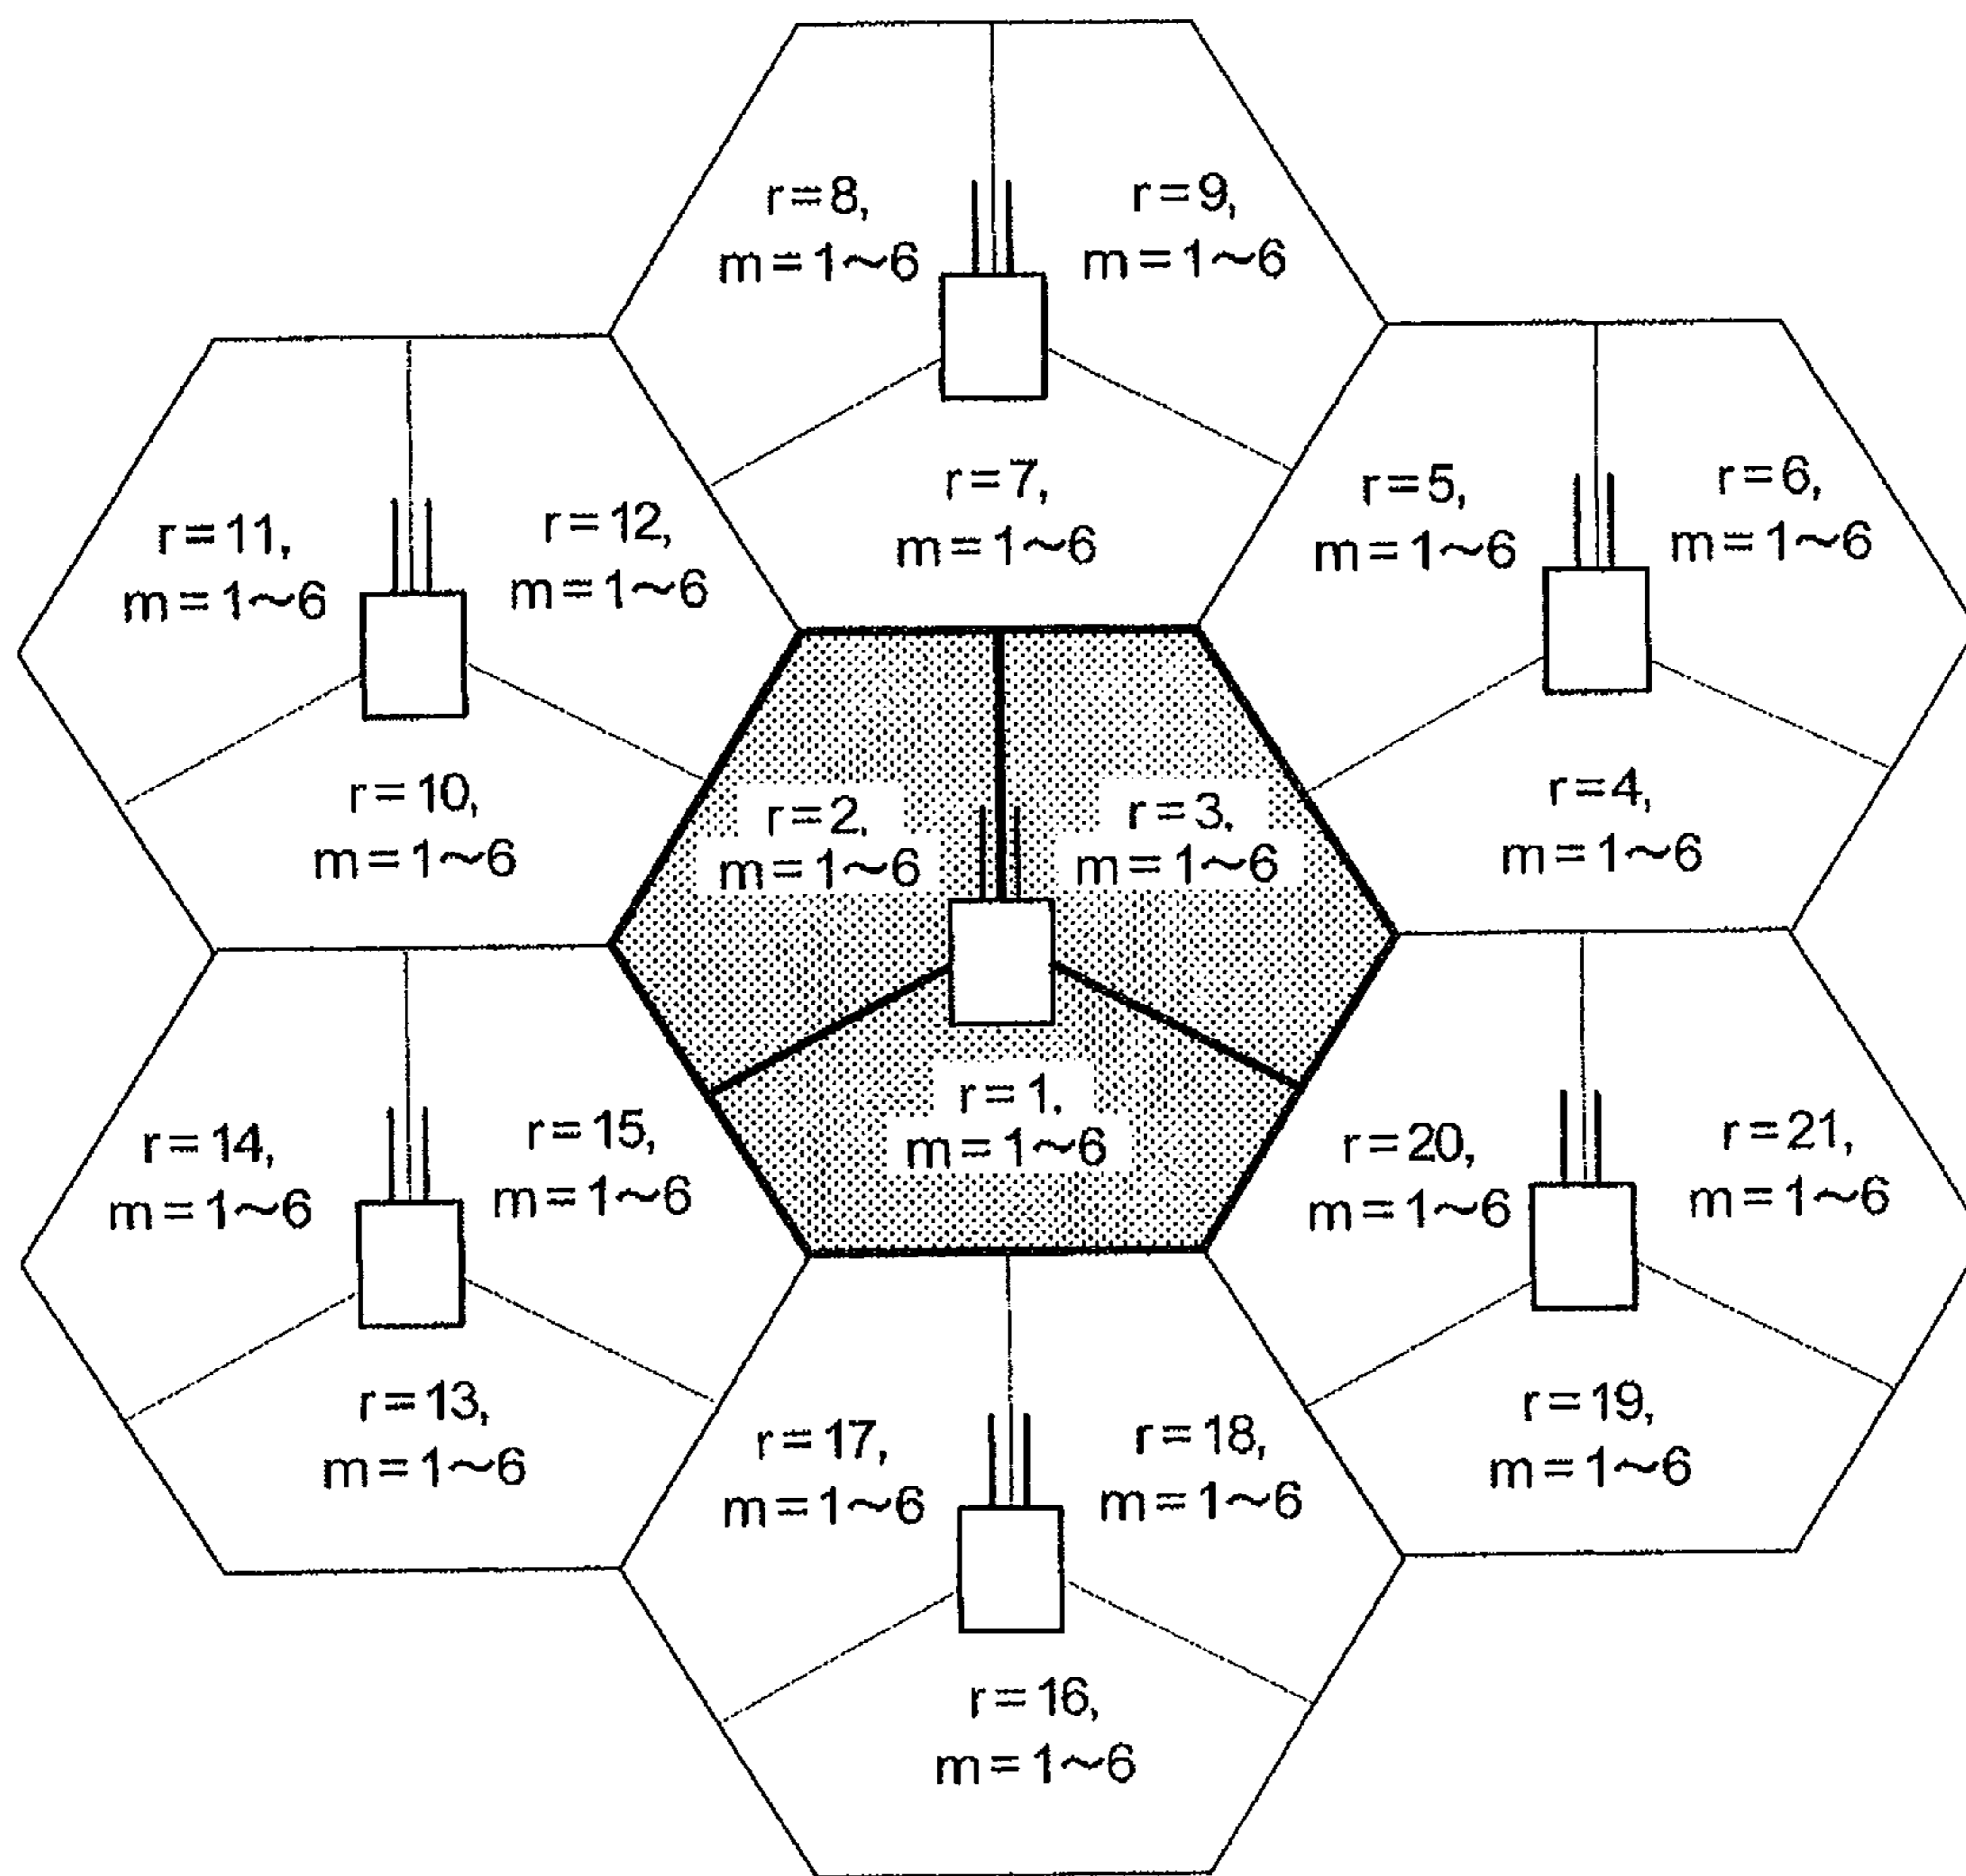 r=8,
m=1~6
r=9,
m=1~6
r=7,
m=1~6
r=5,
m=1~6
r=6,
m=1~6
r=4,
m=1~6
r=11,
m=1~6
r=12,
m=1~6
r=10,
m=1~6
r=2,
m=1~6
r=3,
m=1~6
r=1,
m=1~6
r=14,
m=1~6
r=15,
m=1~6
r=13,
m=1~6
r=20,
m=1~6
r=21,
m=1~6
r=19,
m=1~6
r=17,
m=1~6
r=18,
m=1~6
r=16,
m=1~6